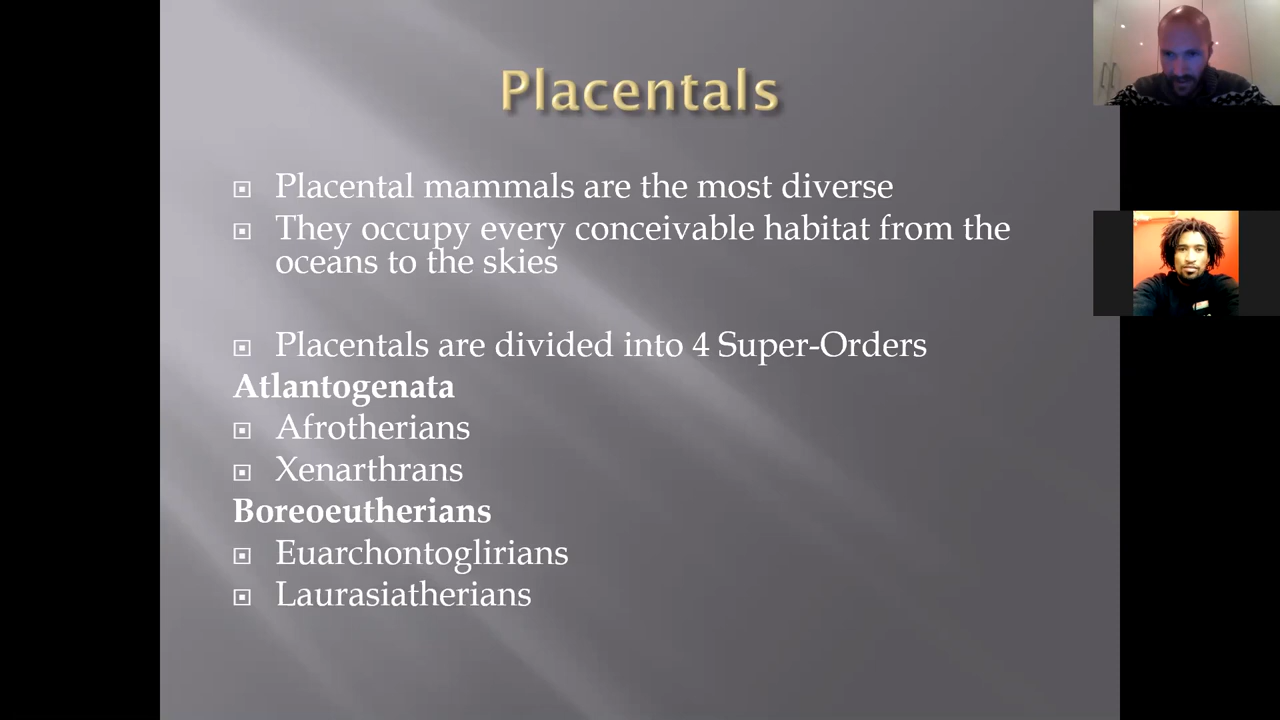 Placentals
Placental mammals are the most diverse
They occupy every conceivable habitat from the
oceans to the skies
Placentals are divided into 4 Super-Orders
Atlantogenata
Afrotherians
Xenarthrans
Boreoeutherians
Euarchontoglirians
Laurasiatherians